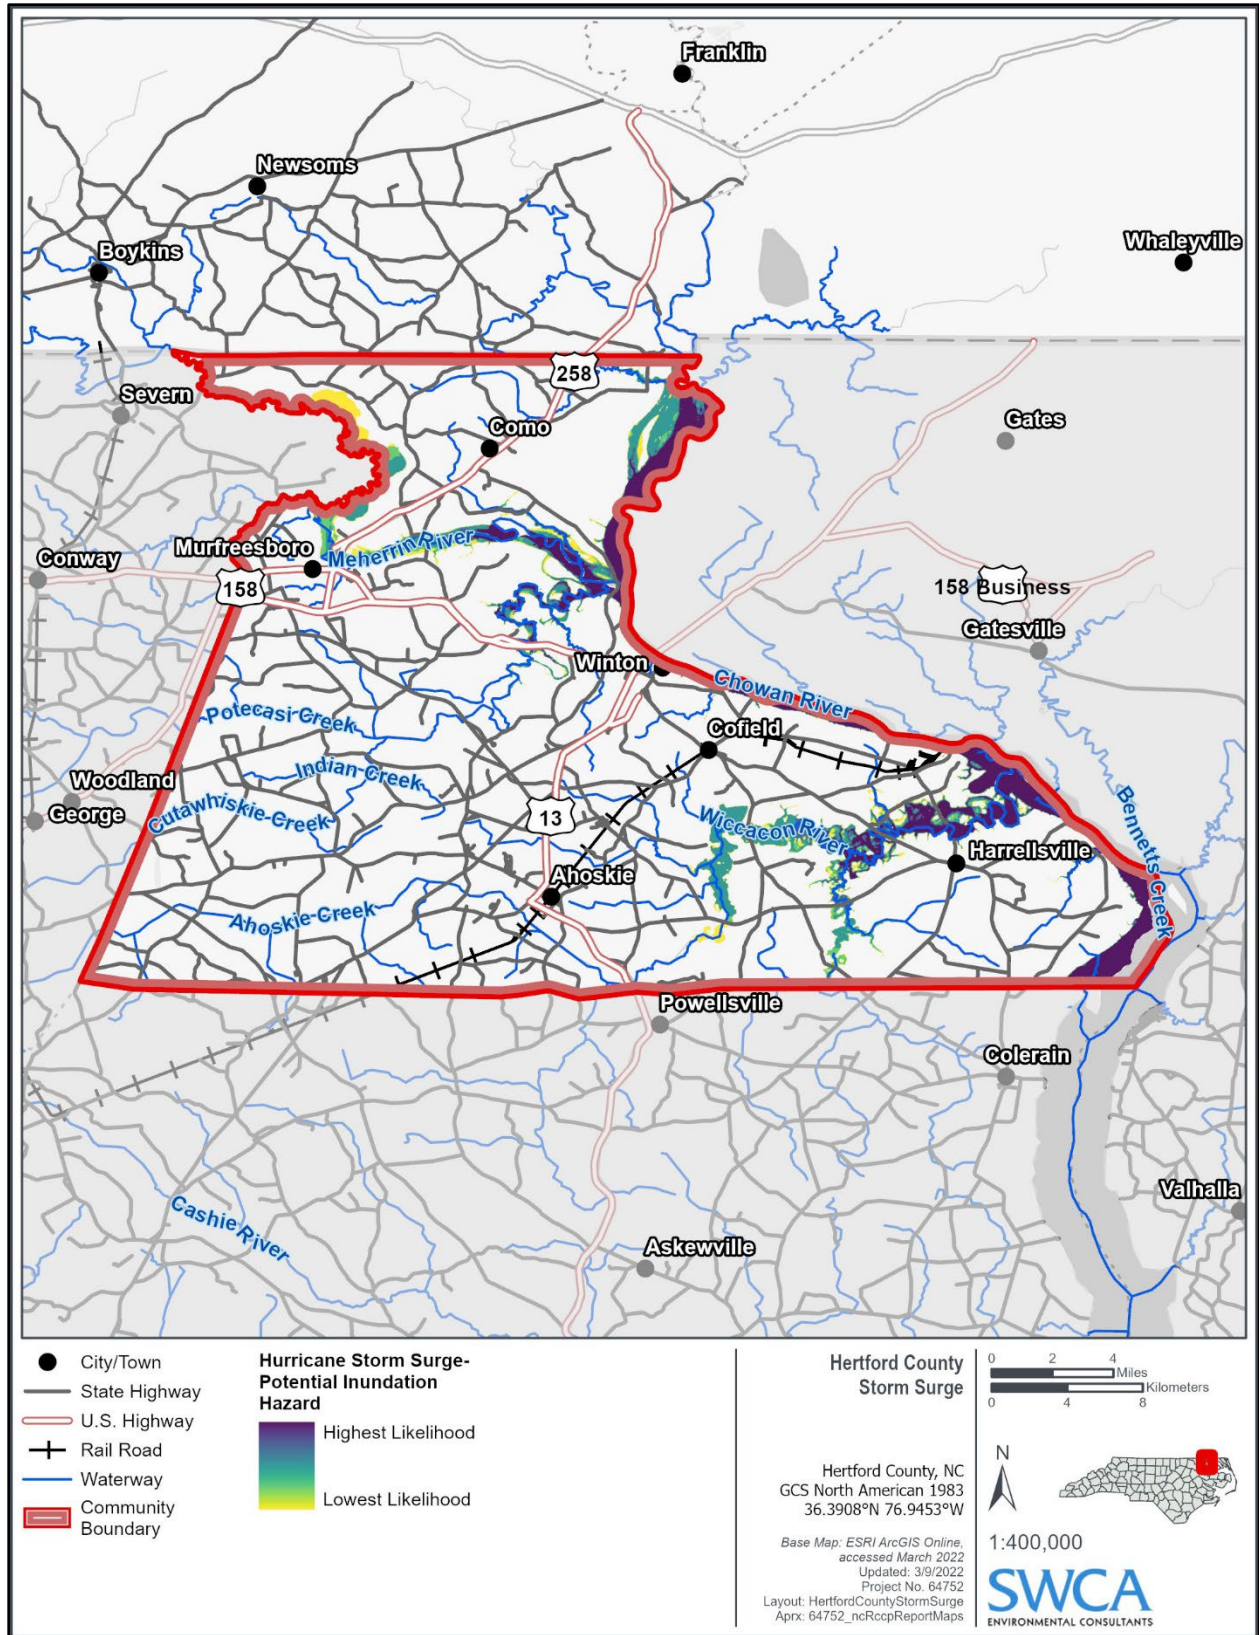 Franklin
Newsoms
Whaleyville
Boykins
258
Severn
Gates
Como
Murfreesboro
Meherrin River
Conway
158
158 Business
Gatesville
Winton
Chowan River
Potecasi Creek
Cofield
Indian Creek
Woodland
George
Cutawhiskie Creek
Bennetts Creek
13
Wiccacon River
Harrellsville
Ahoskie
Ahoskie Creek
Powellsville
Colerain
Valhalla
Cashie River
Askewville
City/Town
State Highway
U.S. Highway
Rail Road
Waterway
Community
Boundary
Hurricane Storm Surge-
Potential Inundation
Hazard
Highest Likelihood
Lowest Likelihood
Hertford County
Storm Surge
Hertford County, NC
GCS North American 1983
36.3908°N 76.9453°W
Base Map: ESRI ArcGIS Online,
accessed March 2022
Updated: 3/9/2022
Project No. 64752
Layout: HertfordCountyStormSurge
Aprx: 64752_ncRccpReportMaps
0 2 4
Miles
Kilometers
0 4 8
N
1:400,000
SWCA
ENVIRONMENTAL CONSULTANTS